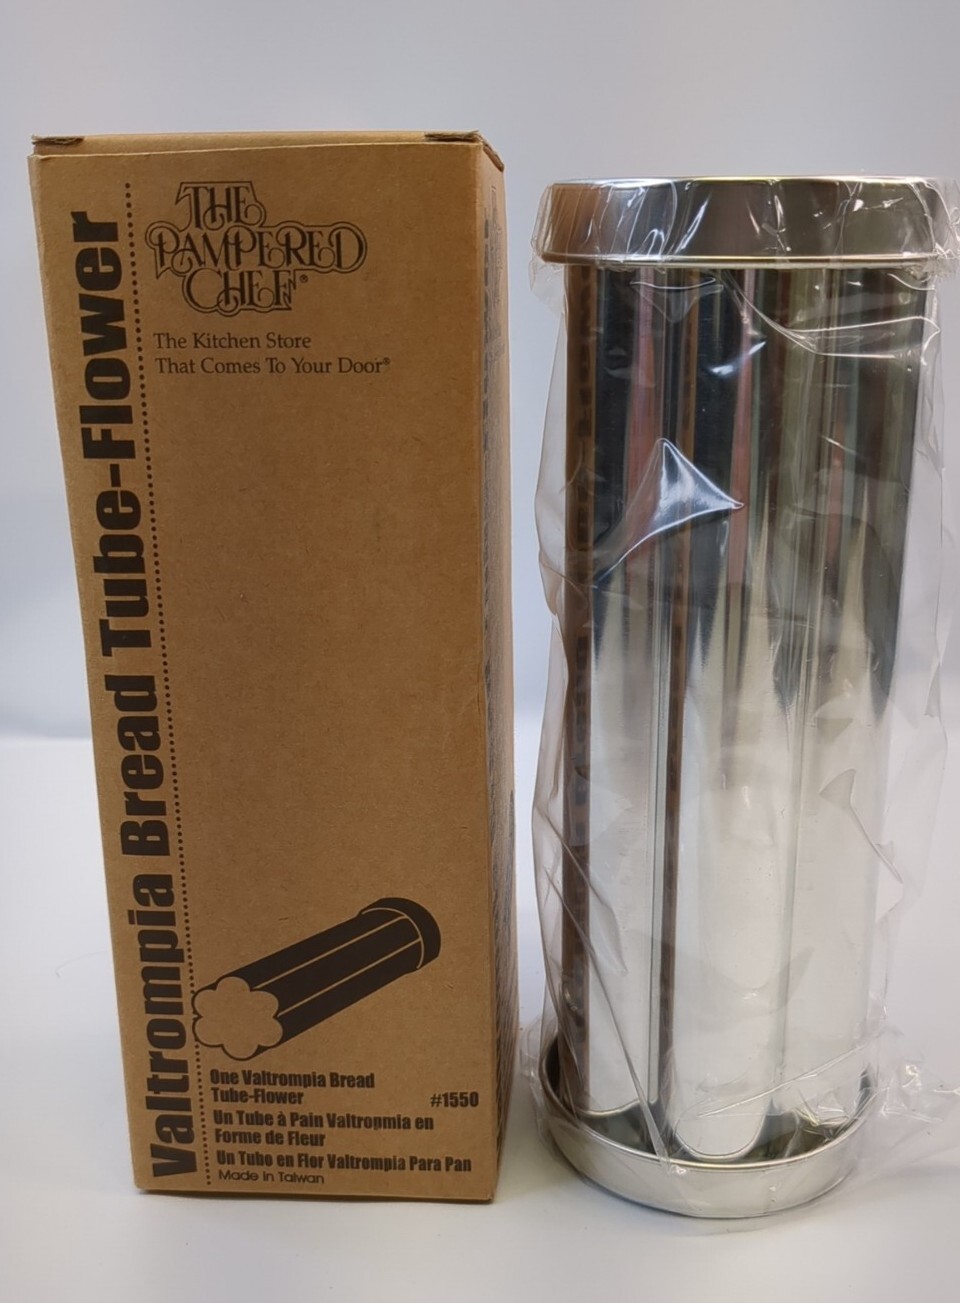 Valtrompia Bread Tube-Flower
THE
PAMPERED
CHEF®
The Kitchen Store
That Comes To Your Door®
One Valtrompia Bread
Tube-Flower
#1550
Un Tube à Pain Valtropmia en
Forme de Fleur
Un Tubo en Flor Valtrompia Para Pan
Made in Taiwan